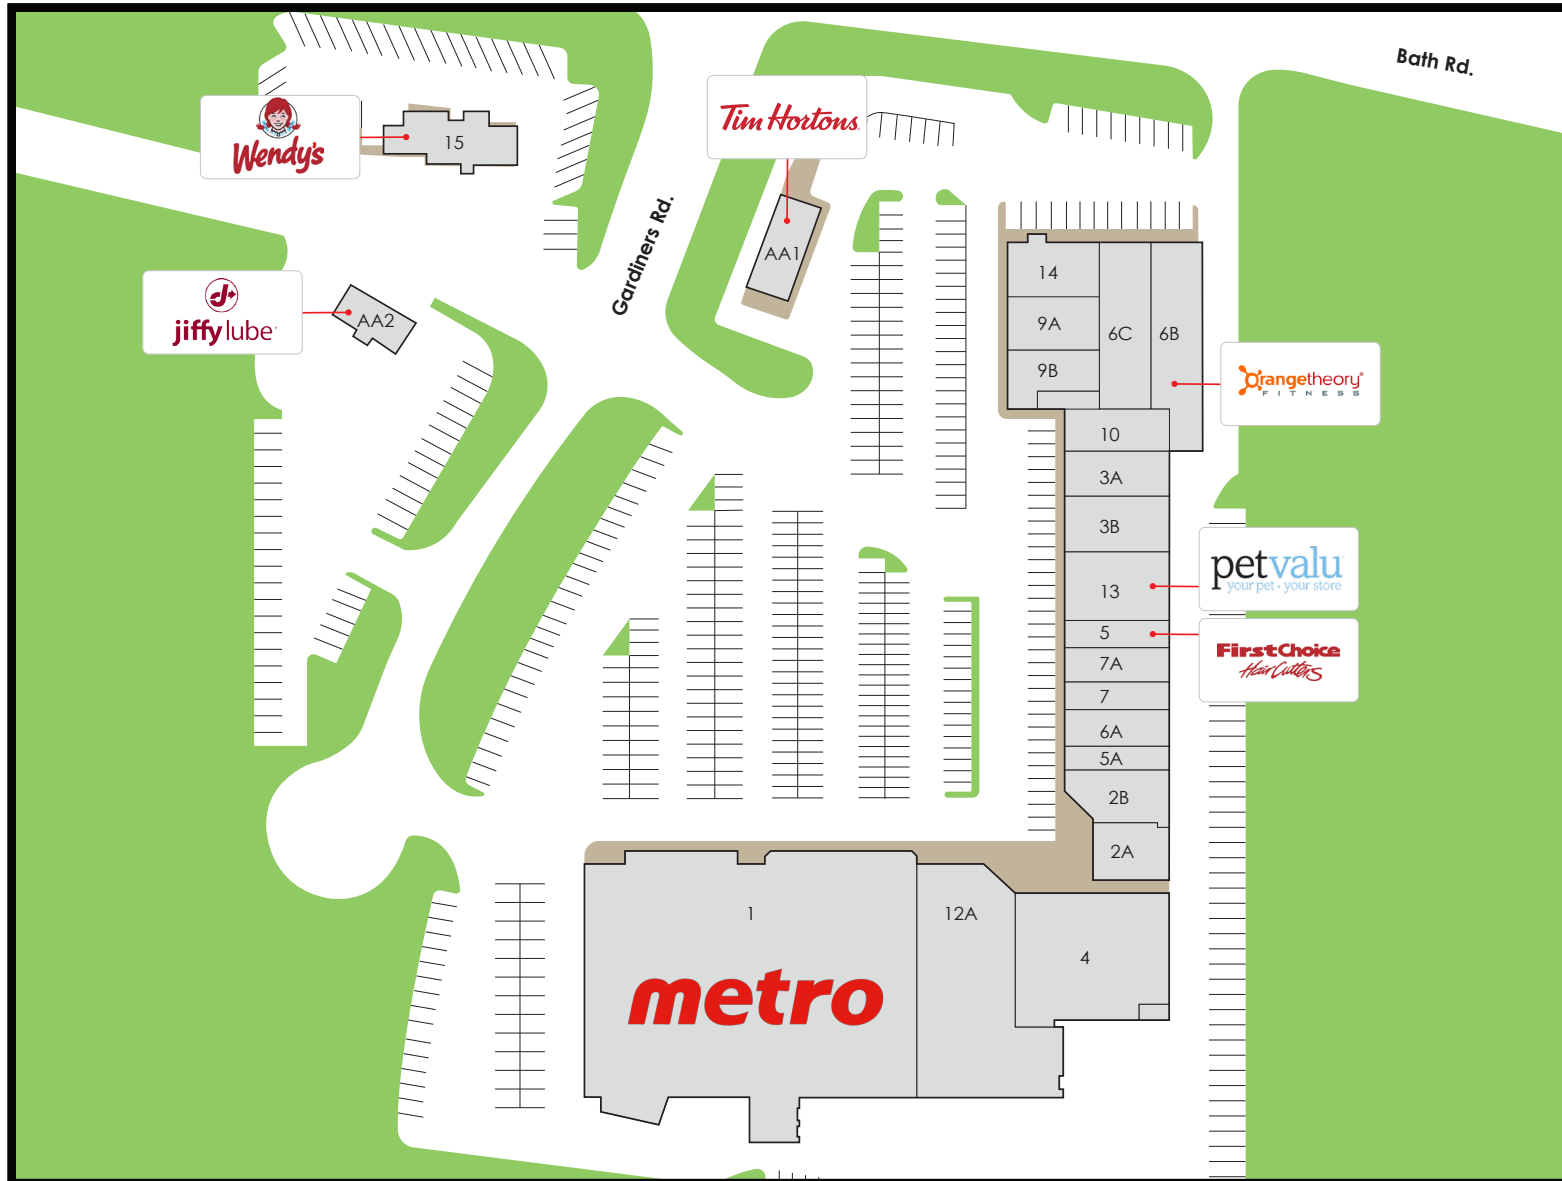 Bath Rd.
Wendy's
15
Tim Hortons
Gardiners Rd.
AA1
jiffy lube
AA2
14
9A
9B
6C
6B
Orangetheory®
FITNESS
10
3A
3B
13
petvalu
your pet · your store
5
FirstChoice
HairCutters
7A
7
6A
5A
2B
2A
1
12A
4
metro